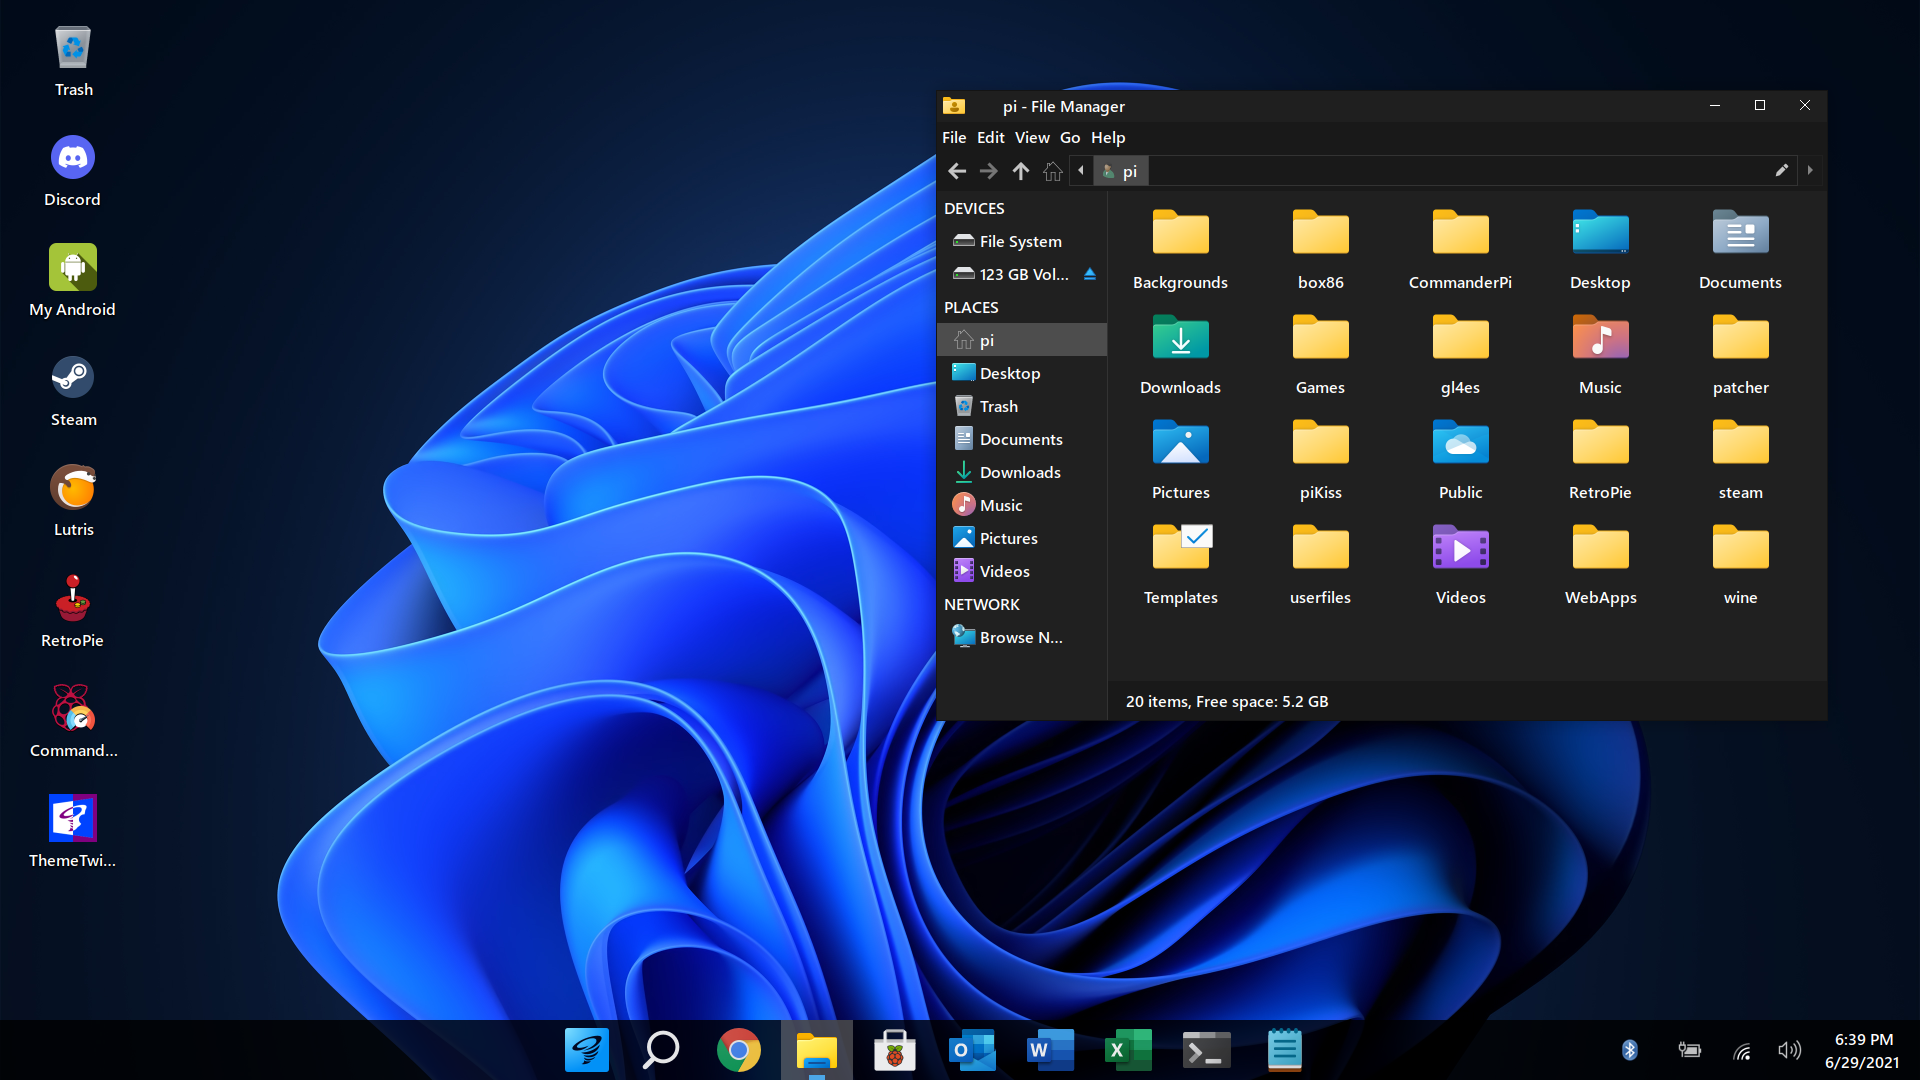 Trash
Discord
My Android
Steam
Lutris
RetroPie
Command...
ThemeTwi...
pi - File Manager
File Edit View Go Help
pi
DEVICES
File System
123 GB Vol...
PLACES
pi
Desktop
Trash
Documents
Downloads
Music
Pictures
Videos
NETWORK
Browse N...
Backgrounds box86 CommanderPi Desktop Documents
Downloads Games gl4es Music patcher
Pictures piKiss Public RetroPie steam
Templates userfiles Videos WebApps wine
20 items, Free space: 5.2 GB
O W X
6:39 PM
6/29/2021